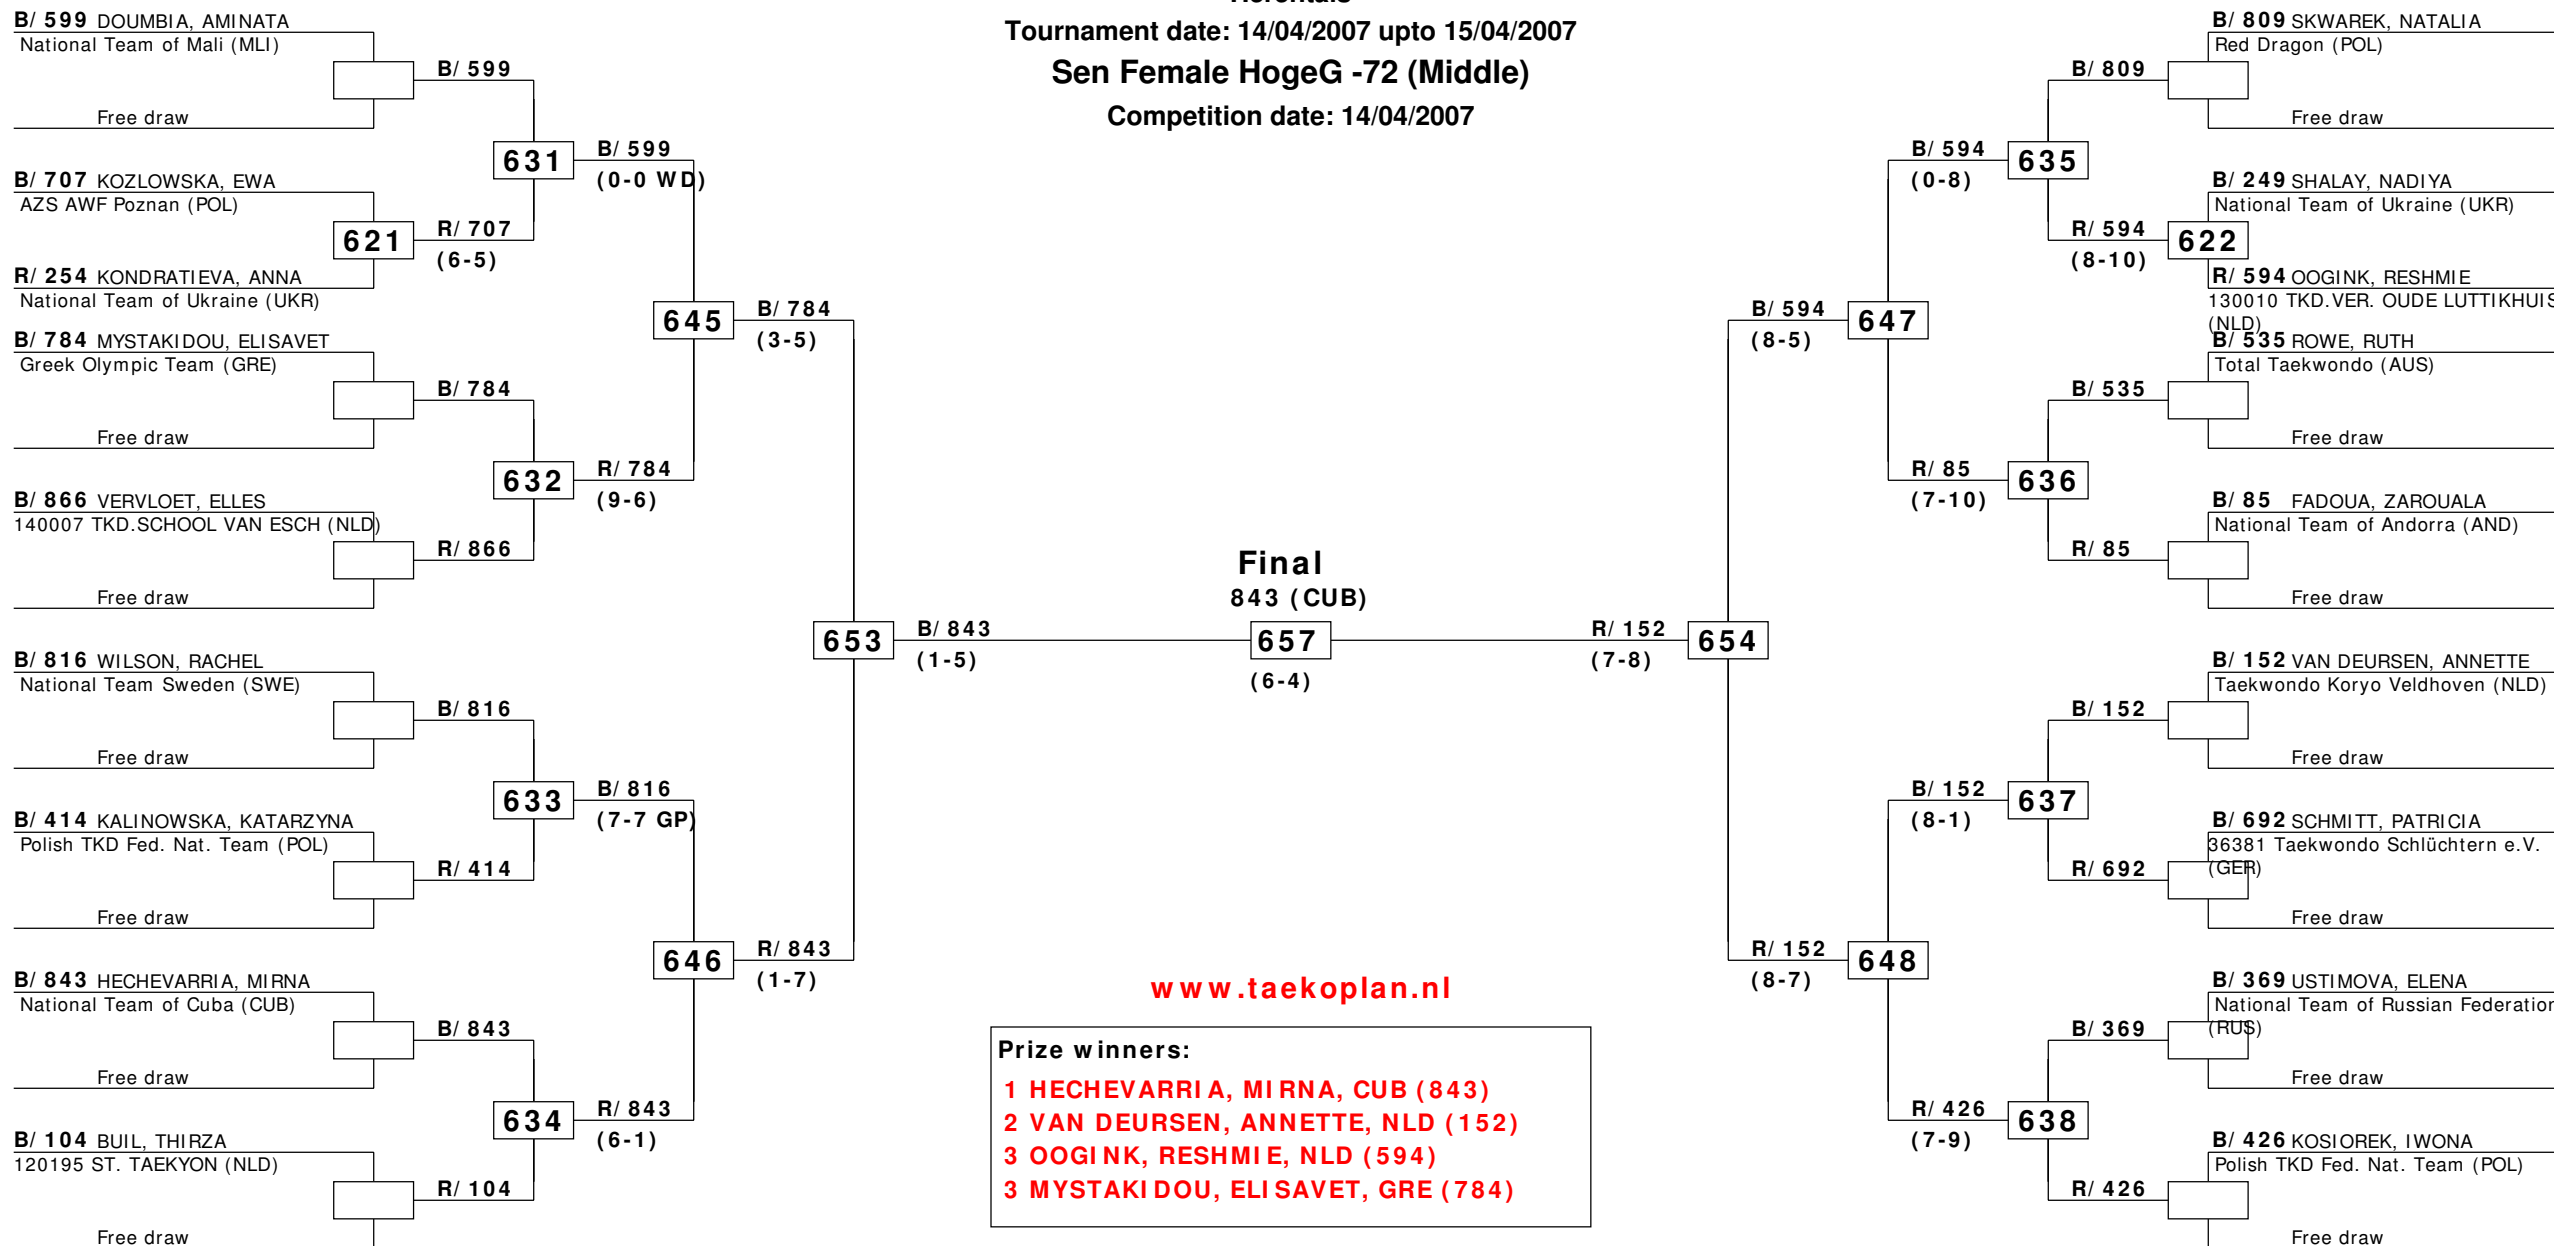 Tournament date: 14/04/2007 upto 15/04/2007
Sen Female HogeG -72 (Middle)
Competition date: 14/04/2007
B/ 599 DOUMBIA, AMINATA
National Team of Mali (MLI)
B/ 599
Free draw
631
B/ 599
(0-0 WD)
B/ 707 KOZLOWSKA, EWA
AZS AWF Poznan (POL)
621
R/ 707
(6-5)
R/ 254 KONDRATIEVA, ANNA
National Team of Ukraine (UKR)
645
B/ 784
(3-5)
B/ 784 MYSTAKIDOU, ELISAVET
Greek Olympic Team (GRE)
B/ 784
Free draw
632
R/ 784
(9-6)
B/ 866 VERVLOET, ELLES
140007 TKD.SCHOOL VAN ESCH (NLD)
R/ 866
Free draw
653
B/ 843
(1-5)
B/ 816 WILSON, RACHEL
National Team Sweden (SWE)
B/ 816
Free draw
633
B/ 816
(7-7 GP)
B/ 414 KALINOWSKA, KATARZYNA
Polish TKD Fed. Nat. Team (POL)
R/ 414
Free draw
646
R/ 843
(1-7)
B/ 843 HECHEVARRIA, MIRNA
National Team of Cuba (CUB)
B/ 843
Free draw
634
R/ 843
(6-1)
B/ 104 BUIL, THIRZA
120195 ST. TAEKYON (NLD)
R/ 104
Free draw
Final
843 (CUB)
657
(6-4)
www.taekoplan.nl
Prize winners:
1 HECHEVARRIA, MIRNA, CUB (843)
2 VAN DEURSEN, ANNETTE, NLD (152)
3 OOGINK, RESHMIE, NLD (594)
3 MYSTAKIDOU, ELISAVET, GRE (784)
B/ 809 SKWAREK, NATALIA
Red Dragon (POL)
B/ 809
Free draw
B/ 594
(0-8)
635
B/ 249 SHALAY, NADIYA
National Team of Ukraine (UKR)
R/ 594
(8-10)
622
R/ 594 OOGINK, RESHMIE
130010 TKD.VER. OUDE LUTTIKHUIS
(NLD)
B/ 594
(8-5)
647
B/ 535 ROWE, RUTH
Total Taekwondo (AUS)
B/ 535
Free draw
R/ 85
(7-10)
636
B/ 85 FADOUA, ZAROUALA
National Team of Andorra (AND)
R/ 85
Free draw
R/ 152
(7-8)
654
B/ 152 VAN DEURSEN, ANNETTE
Taekwondo Koryo Veldhoven (NLD)
B/ 152
Free draw
B/ 152
(8-1)
637
B/ 692 SCHMITT, PATRICIA
36381 Taekwondo Schlüchtern e.V.
(GER)
R/ 692
Free draw
R/ 152
(8-7)
648
B/ 369 USTIMOVA, ELENA
National Team of Russian Federation
(RUS)
B/ 369
Free draw
R/ 426
(7-9)
638
B/ 426 KOSIOREK, IWONA
Polish TKD Fed. Nat. Team (POL)
R/ 426
Free draw